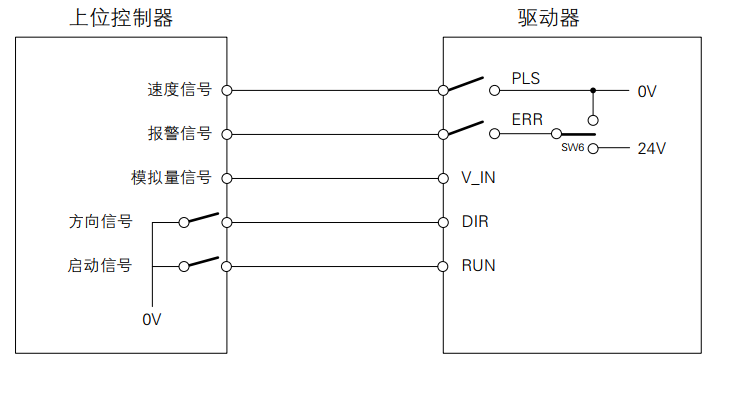 上位控制器
驱动器
速度信号
PLS
0V
报警信号
ERR
SW6
24V
模拟量信号
V_IN
方向信号
DIR
启动信号
RUN
0V